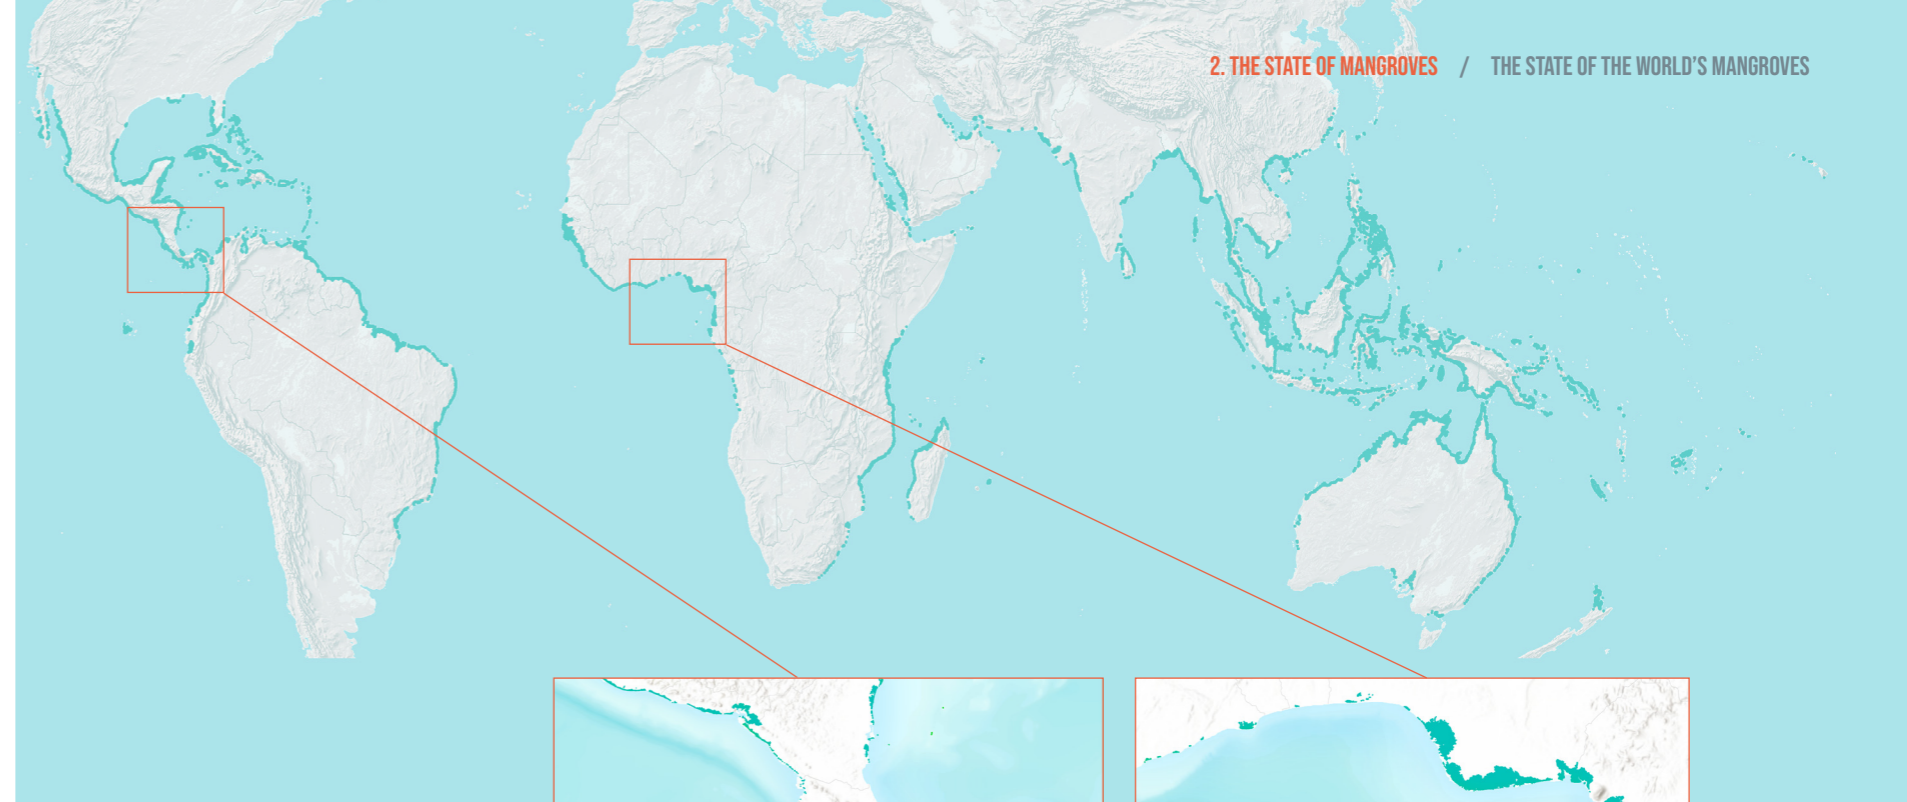 2. THE STATE OF MANGROVES / THE STATE OF THE WORLD'S MANGROVES